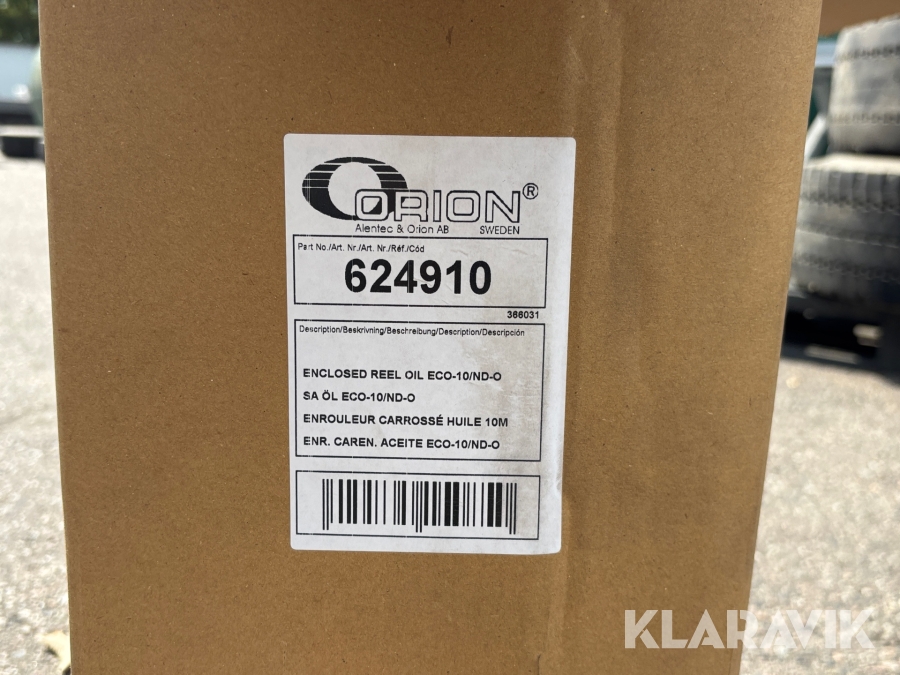 ORION®
Alentec & Orion AB SWEDEN
Part No./Art. Nr./Art. Nr./Réf./Cód
624910
366031
Description/Beskrivning/Beschreibung/Description/Descripción
ENCLOSED REEL OIL ECO-10/ND-O
SA ÖL ECO-10/ND-O
ENROULEUR CARROSSÉ HUILE 10M
ENR. CAREN. ACEITE ECO-10/ND-O
KLARAVIK